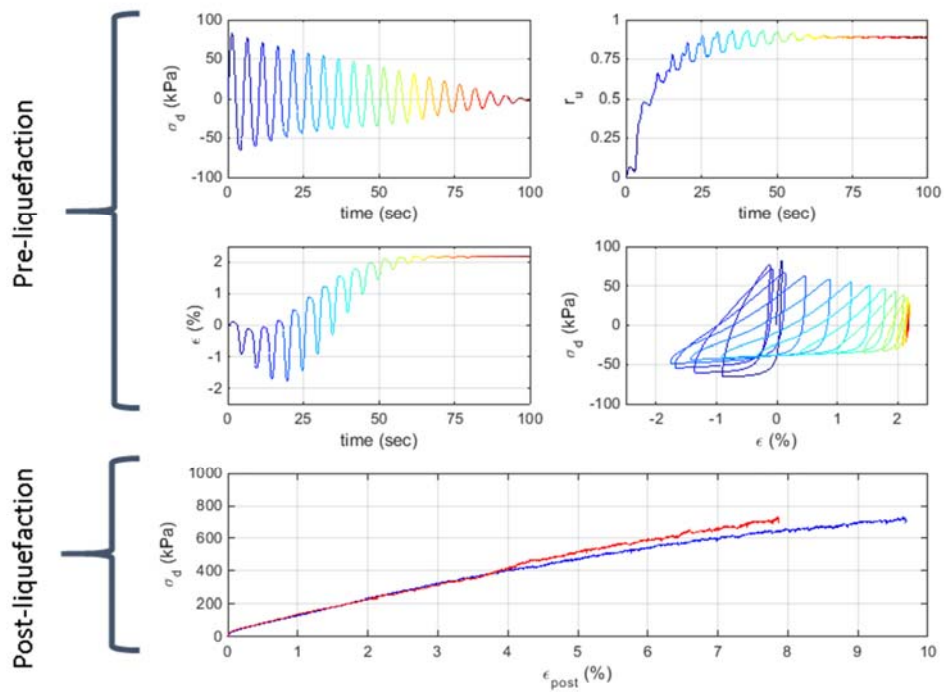 Pre-liquefaction
100
50
0
-50
-100
σd (kPa)
0 25 50 75 100
time (sec)
1
0.75
0.5
0.25
0
ru
0 25 50 75 100
time (sec)
2
1
0
-1
-2
ϵ (%)
0 25 50 75 100
time (sec)
100
50
0
-50
-100
σd (kPa)
-2 -1 0 1 2
ϵ (%)
Post-liquefaction
1000
800
600
400
200
0
σd (kPa)
0 1 2 3 4 5 6 7 8 9 10
ϵpost (%)